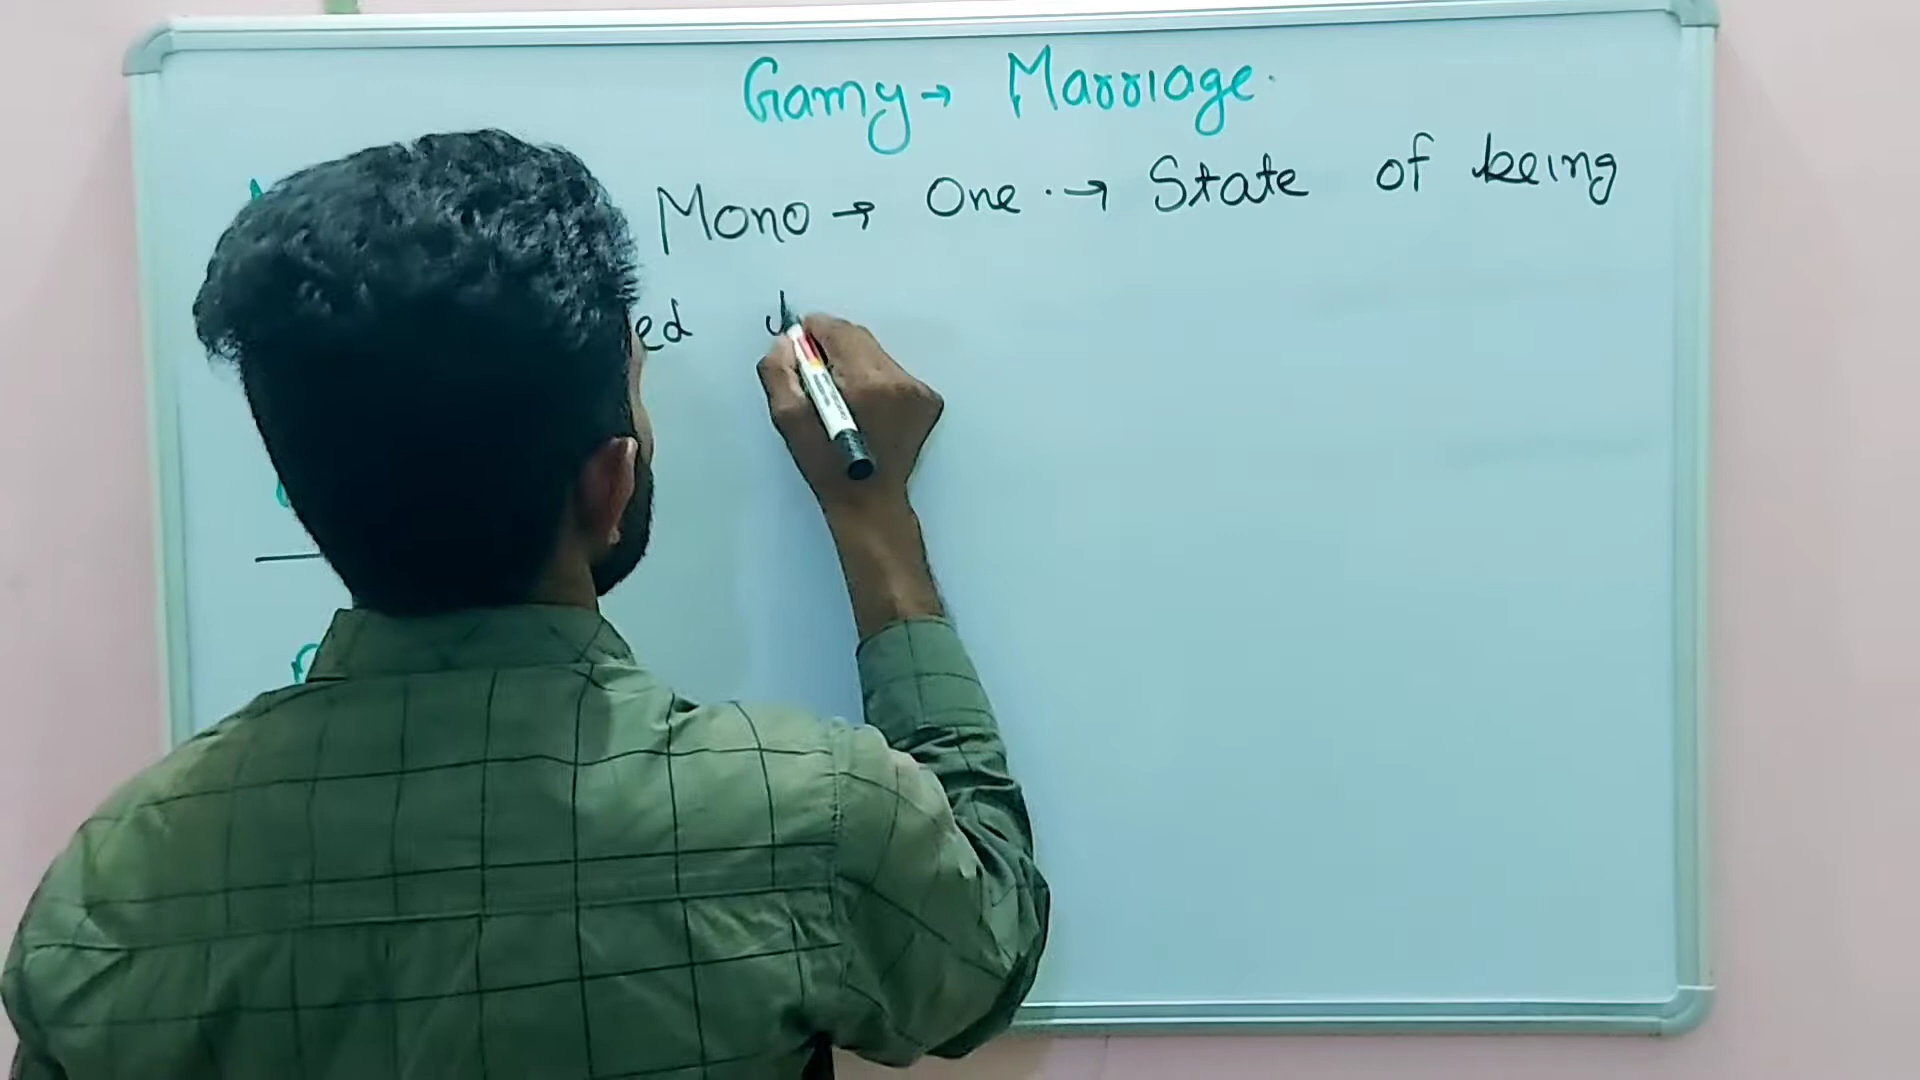 Gamy → Marriage.
Mono → One . → State of being
ed